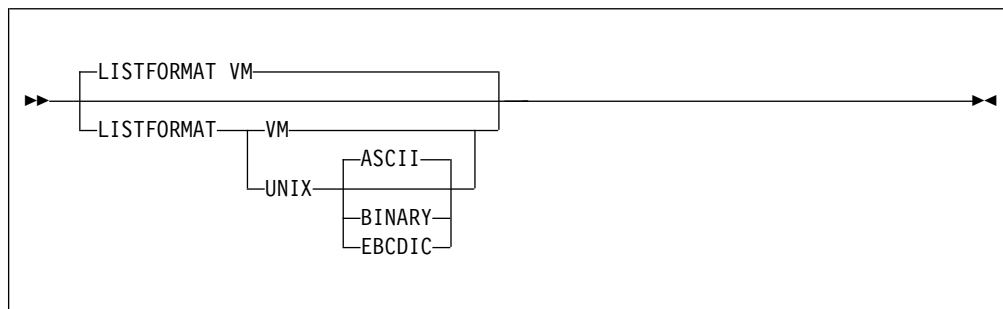 LISTFORMAT VM
LISTFORMAT VM
ASCII
UNIX
BINARY
EBCDIC